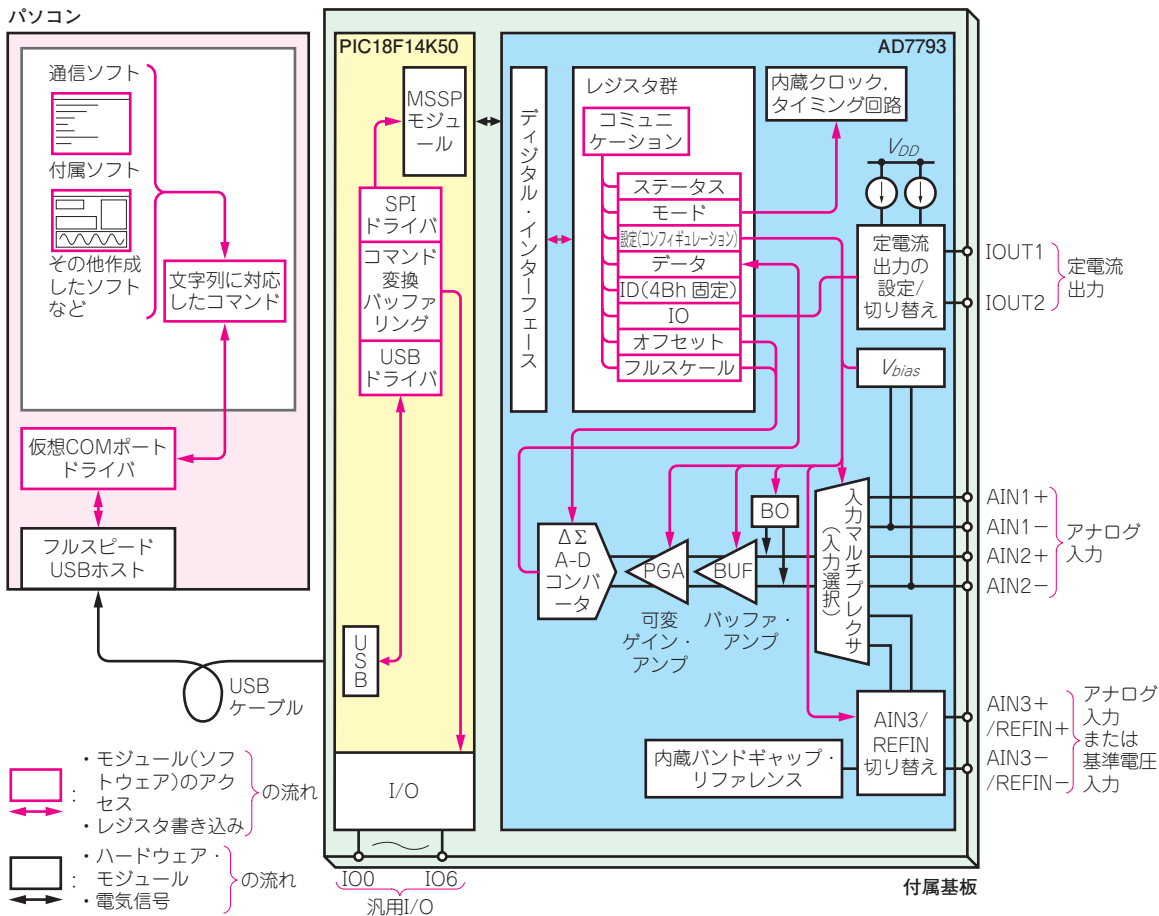 パソコン
通信ソフト
付属ソフト
その他作成
したソフト
など
文字列に対応
したコマンド
仮想COMポート
ドライバ
フルスピード
USBホスト
USB
ケーブル
PIC18F14K50
MSSP
モジュ
ール
SPI
ドライバ
コマンド
変換
バッファ
リング
USB
ドライバ
USB
I/O
IO0
IO6
汎用I/O
AD7793
ディジタル・インターフェース
レジスタ群
コミュニ
ケーション
ステータス
モード
設定(コンフィギュレーション)
データ
ID(4Bh 固定)
IO
オフセット
フルスケール
内蔵クロック,
タイミング回路
VDD
定電流
出力の
設定/
切り替え
IOUT1
IOUT2
定電流
出力
Vbias
ΔΣ
A-D
コンバ
ータ
PGA
可変
ゲイン・
アンプ
BUF
バッファ・
アンプ
BO
入力マルチプレクサ
(入力選択)
AIN1+
AIN1−
AIN2+
AIN2−
アナログ
入力
内蔵バンドギャップ・
リファレンス
AIN3/
REFIN
切り替え
AIN3+
/REFIN+
AIN3−
/REFIN−
アナログ
入力
または
基準電圧
入力
付属基板
:
・モジュール(ソフ
トウェア)のアク
セス
・レジスタ書き込み
の流れ
:
・ハードウェア・
モジュール
・電気信号
の流れ